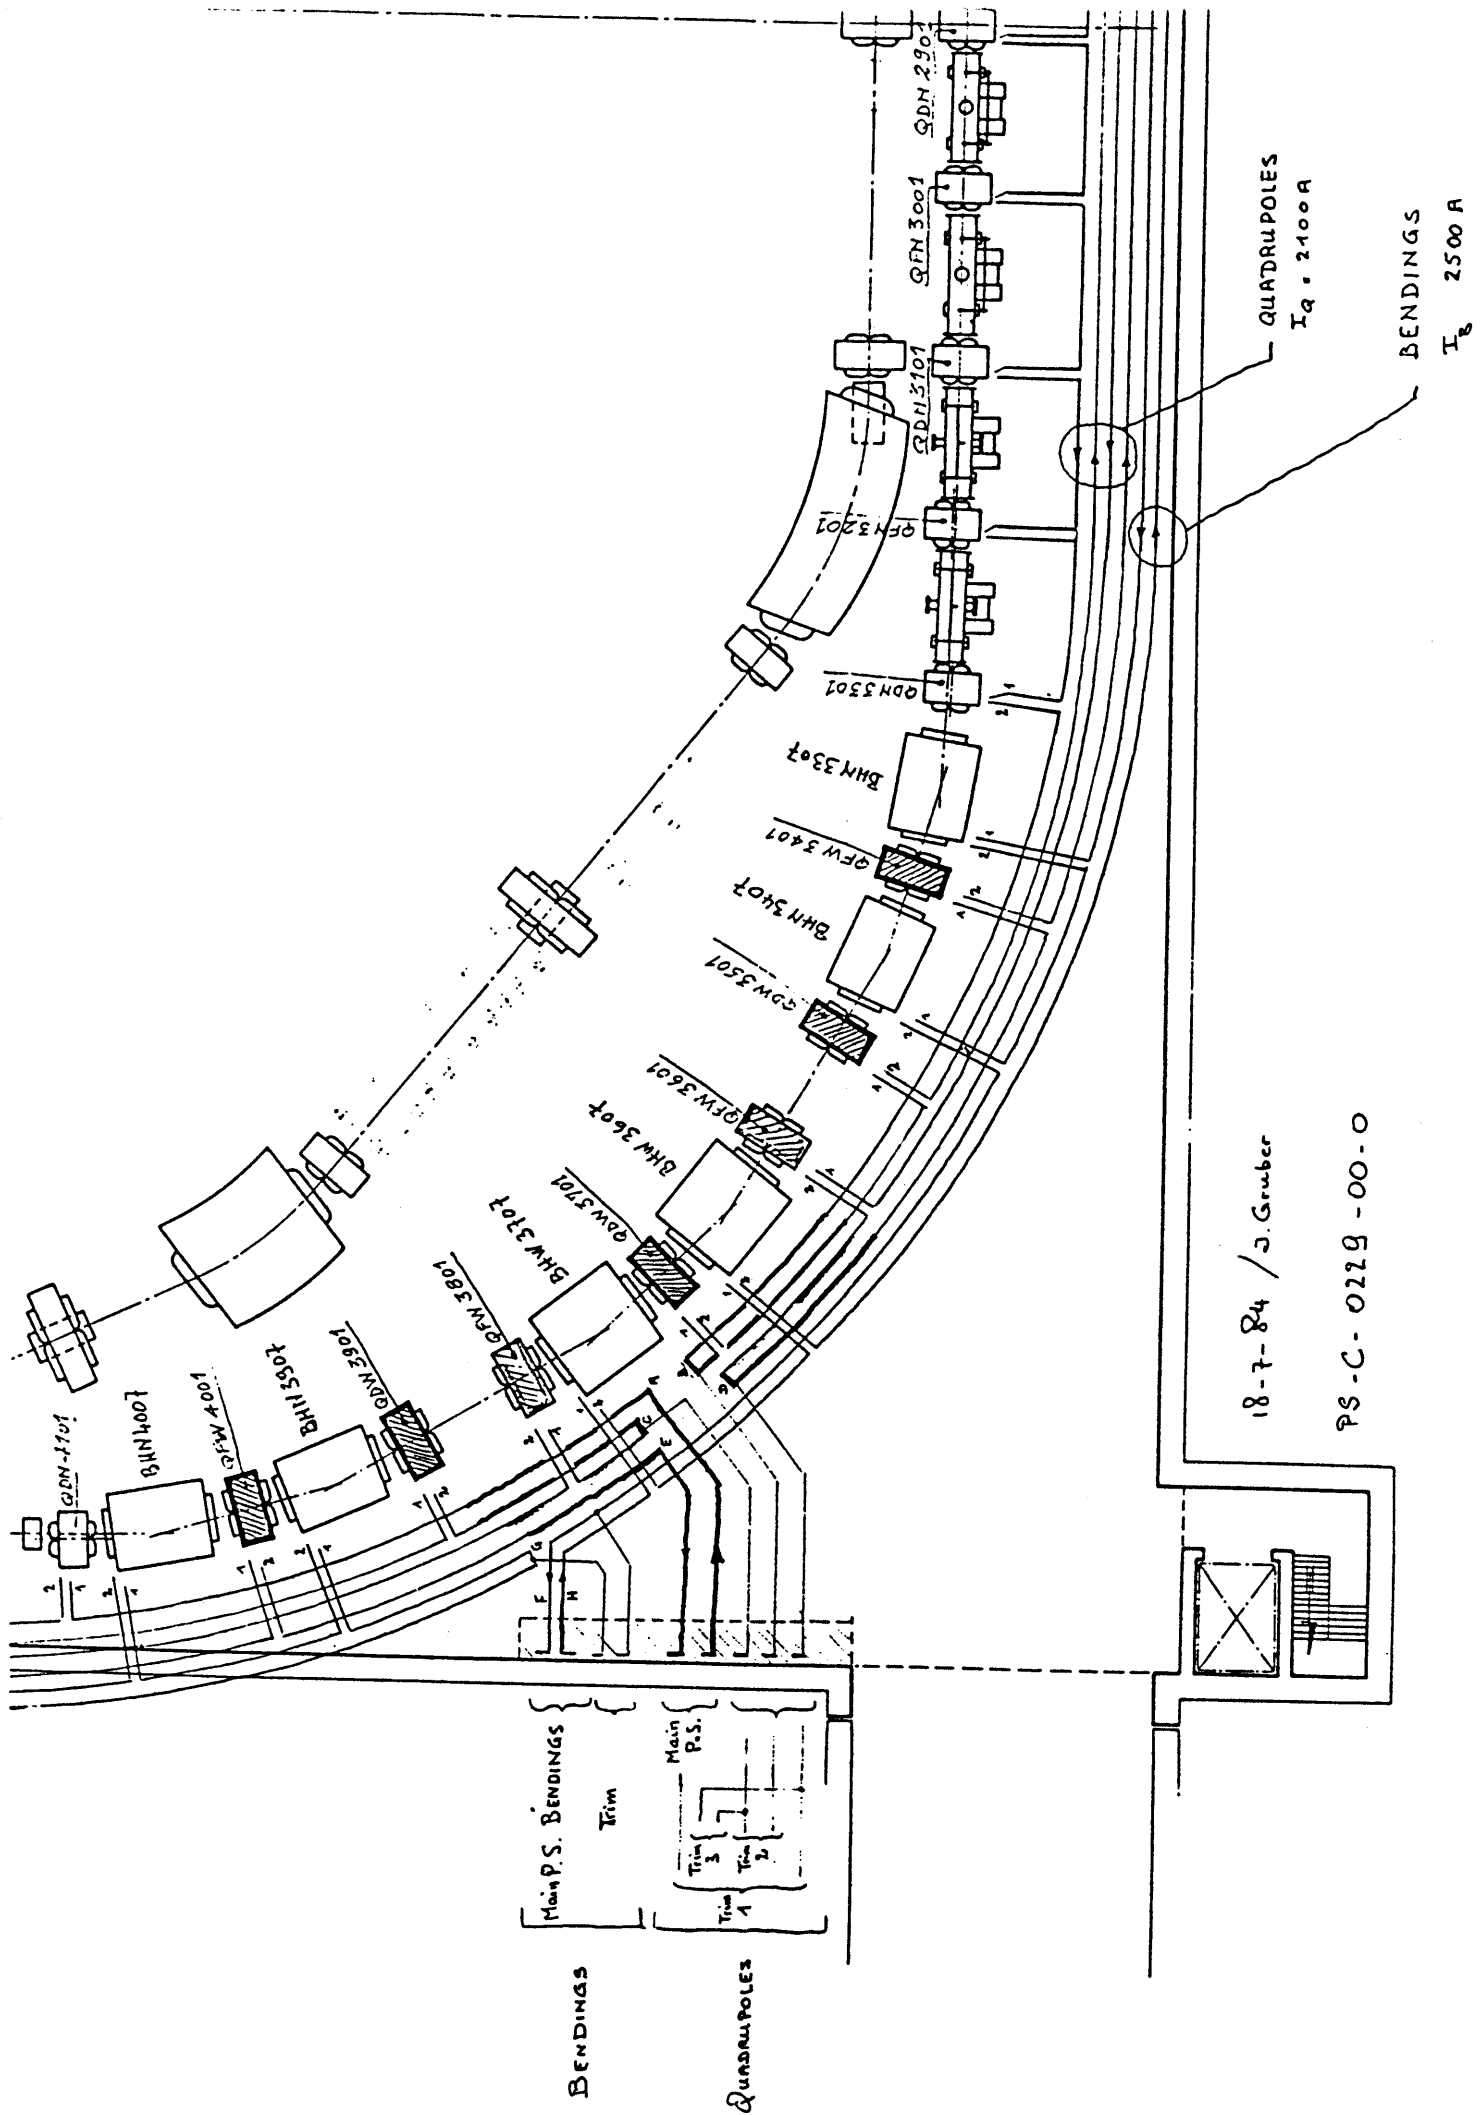 QDN 2901
QFN 3001
QDN 3101
QFN 3201
QDN 3301
BHN 3307
QFW 3401
BHN 3407
QDW 3501
QFW 3601
BHW 3607
QDW 3701
BHW 3707
QFW 3801
QDW 3901
BHN 3907
QFW 4001
BHN 4007
QUADRUPOLES
IQ = 2100A
BENDINGS
IB 2500 A
A
B
C
D
E
F
G
H
Main P.S. BENDINGS
Trim
Main
P.S.
Trim
3
Trim
2
Trim
1
BENDINGS
QUADRUPOLES
18-7-84 / J. Gruber
PS-C-0229-00-0